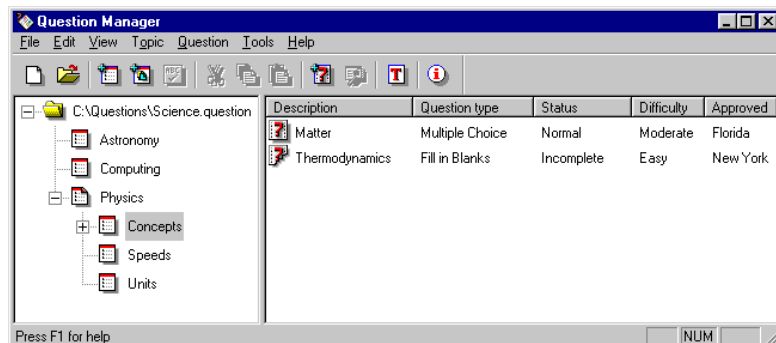 Question Manager
File Edit View Topic Question Tools Help
ABC
T
C:\Questions\Science.question
Astronomy
Computing
Physics
Concepts
Speeds
Units
Description Question type Status Difficulty Approved
Matter Multiple Choice Normal Moderate Florida
Thermodynamics Fill in Blanks Incomplete Easy New York
Press F1 for help NUM